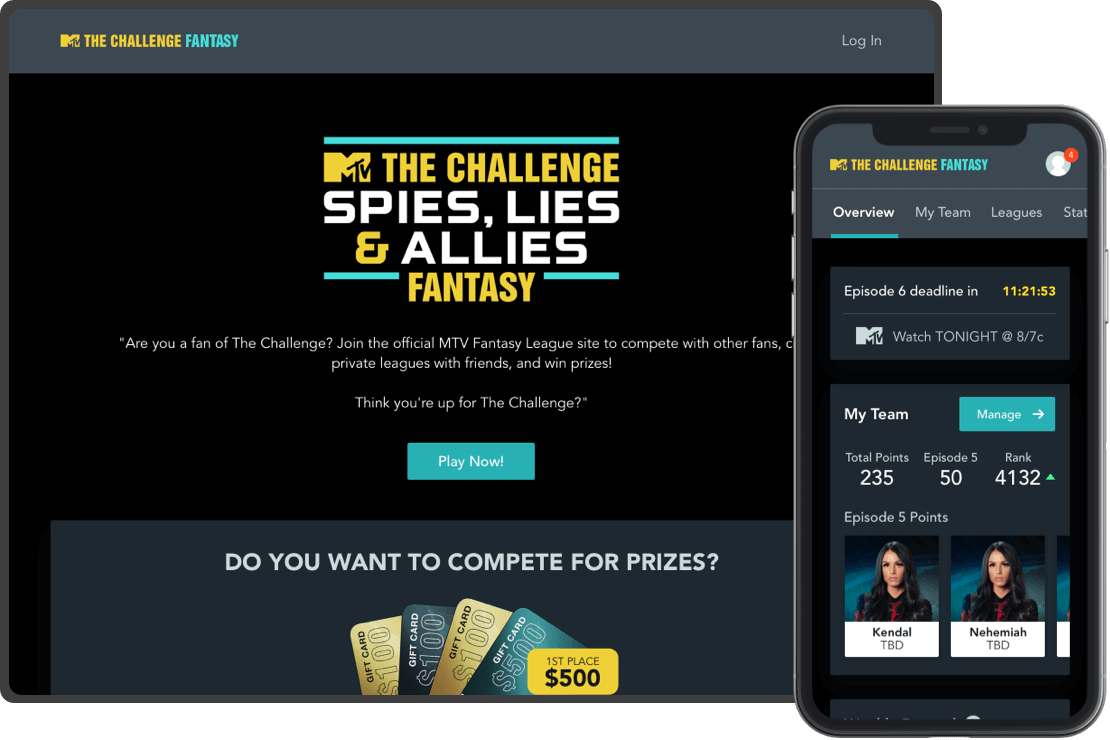 MTV THE CHALLENGE FANTASY
Log In
MTV THE CHALLENGE
SPIES, LIES
& ALLIES
FANTASY
"Are you a fan of The Challenge? Join the official MTV Fantasy League site to compete with other fans, c
private leagues with friends, and win prizes!
Think you're up for The Challenge?"
Play Now!
DO YOU WANT TO COMPETE FOR PRIZES?
GIFT CARD $100
GIFT CARD $100
GIFT CARD $100
GIFT CARD $500
1ST PLACE
$500
MTV THE CHALLENGE FANTASY
4
Overview My Team Leagues Stat
Episode 6 deadline in 11:21:53
MTV Watch TONIGHT @ 8/7c
My Team
Manage →
Total Points Episode 5 Rank
235 50 4132
Episode 5 Points
Kendal
TBD
Nehemiah
TBD